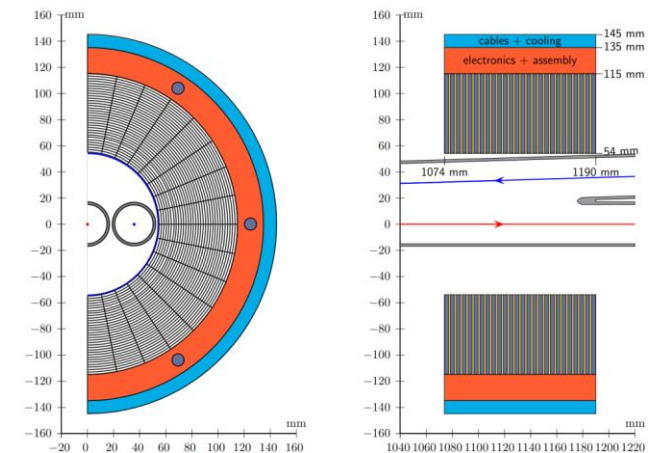 mm
160
140
120
100
80
60
40
20
0
−20
−40
−60
−80
−100
−120
−140
−160
−20 0 20 40 60 80 100 120 140 160
mm
mm
160
140
120
100
80
60
40
20
0
−20
−40
−60
−80
−100
−120
−140
−160
cables + cooling
electronics + assembly
145 mm
135 mm
115 mm
54 mm
1074 mm
1190 mm
1040 1060 1080 1100 1120 1140 1160 1180 1200 1220
mm